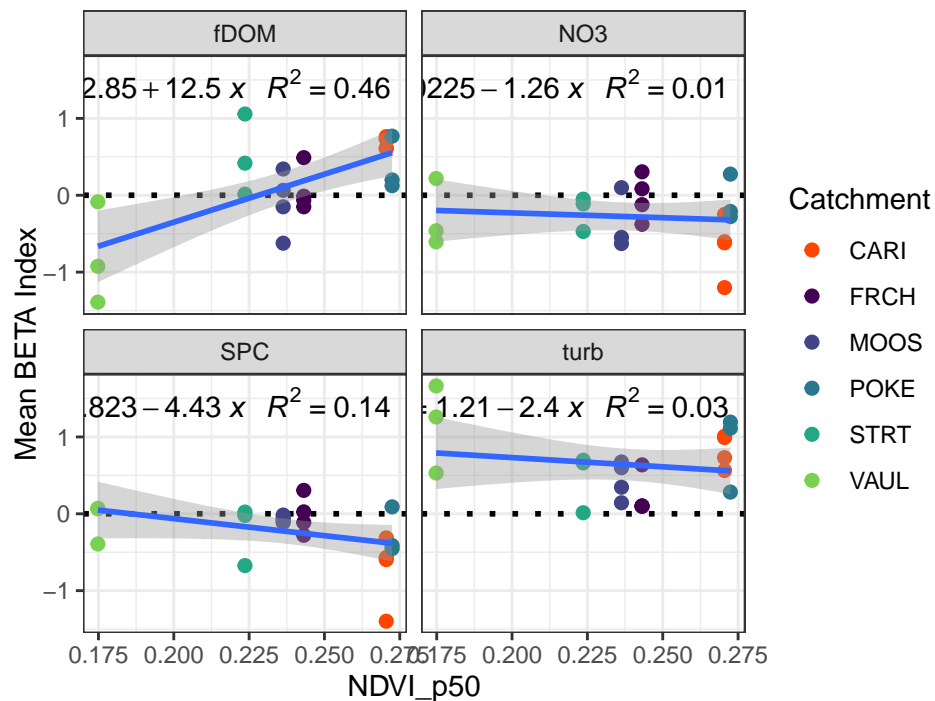 fDOM
NO3
2.85 + 12.5 x R² = 0.46
0225 − 1.26 x R² = 0.01
1
0
−1
SPC
turb
.823 − 4.43 x R² = 0.14
= 1.21 − 2.4 x R² = 0.03
1
0
−1
0.175 0.200 0.225 0.250 0.275
0.175 0.200 0.225 0.250 0.275
NDVI_p50
Mean BETA Index
Catchment
CARI
FRCH
MOOS
POKE
STRT
VAUL